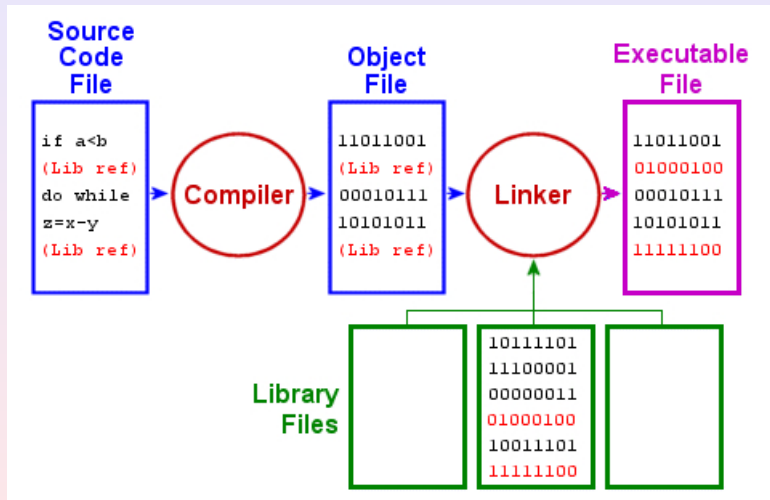 Source
Code
File
if a<b
(Lib ref)
do while
z=x-y
(Lib ref)
Compiler
Object
File
11011001
(Lib ref)
00010111
10101011
(Lib ref)
Linker
Executable
File
11011001
01000100
00010111
10101011
11111100
Library
Files
10111101
11100001
00000011
01000100
10011101
11111100